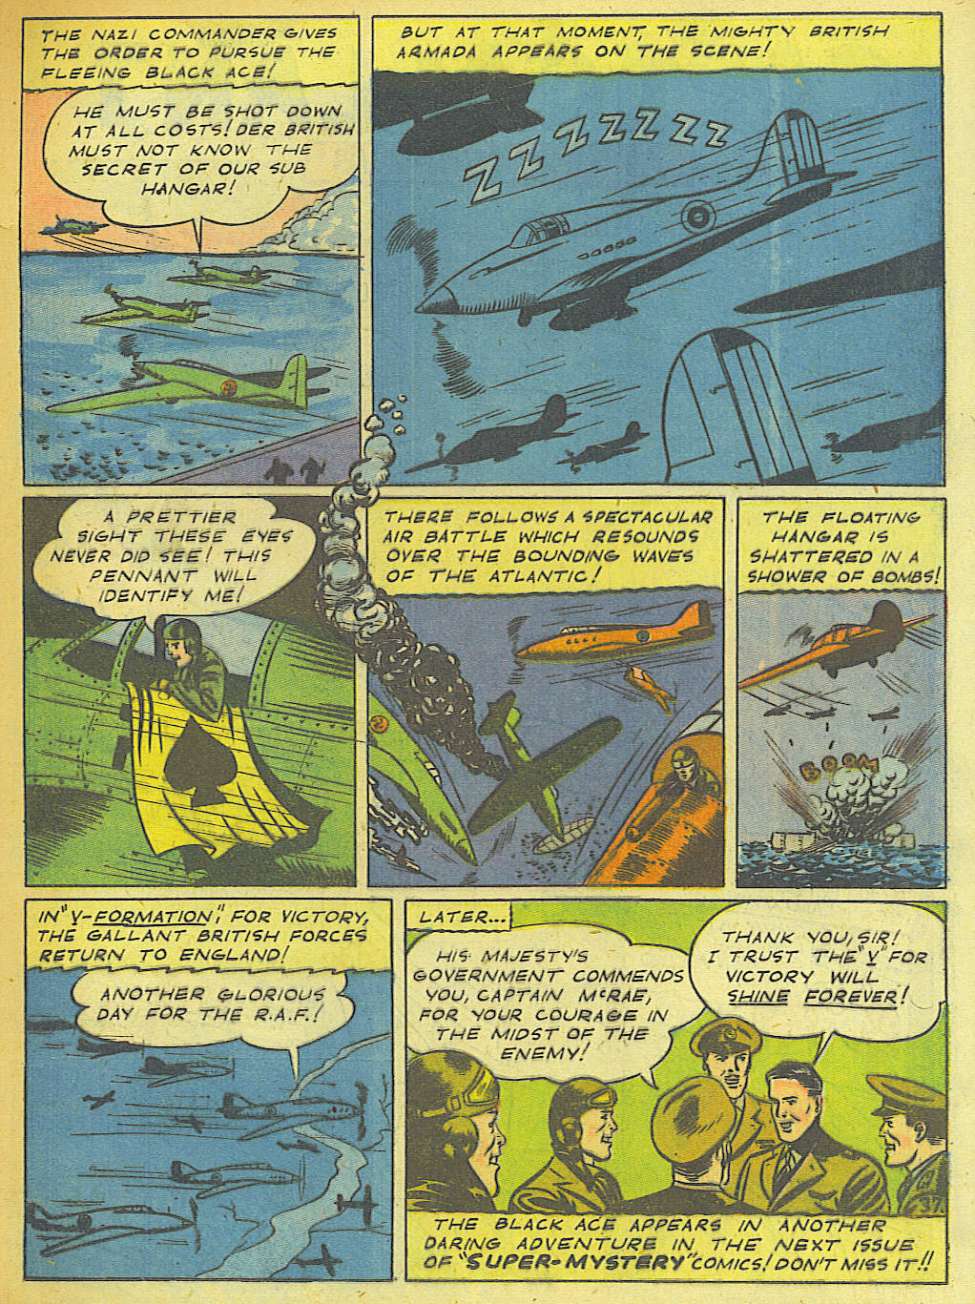 THE NAZI COMMANDER GIVES
THE ORDER TO PURSUE THE
FLEEING BLACK ACE!
HE MUST BE SHOT DOWN
AT ALL COSTS! DER BRITISH
MUST NOT KNOW THE
SECRET OF OUR SUB
HANGAR!
BUT AT THAT MOMENT, THE MIGHTY BRITISH
ARMADA APPEARS ON THE SCENE!
ZZZZZZZ
A PRETTIER
SIGHT THESE EYES
NEVER DID SEE! THIS
PENNANT WILL
IDENTIFY ME!
THERE FOLLOWS A SPECTACULAR
AIR BATTLE WHICH RESOUNDS
OVER THE BOUNDING WAVES
OF THE ATLANTIC!
THE FLOATING
HANGAR IS
SHATTERED IN A
SHOWER OF BOMBS!
BOOM
IN "V-FORMATION," FOR VICTORY,
THE GALLANT BRITISH FORCES
RETURN TO ENGLAND!
ANOTHER GLORIOUS
DAY FOR THE R.A.F.!
LATER...
HIS MAJESTY'S
GOVERNMENT COMMENDS
YOU, CAPTAIN McRAE,
FOR YOUR COURAGE IN
THE MIDST OF THE
ENEMY!
THANK YOU, SIR!
I TRUST THE "V" FOR
VICTORY WILL
SHINE FOREVER!
THE BLACK ACE APPEARS IN ANOTHER
DARING ADVENTURE IN THE NEXT ISSUE
OF "SUPER-MYSTERY" COMICS! DON'T MISS IT!!